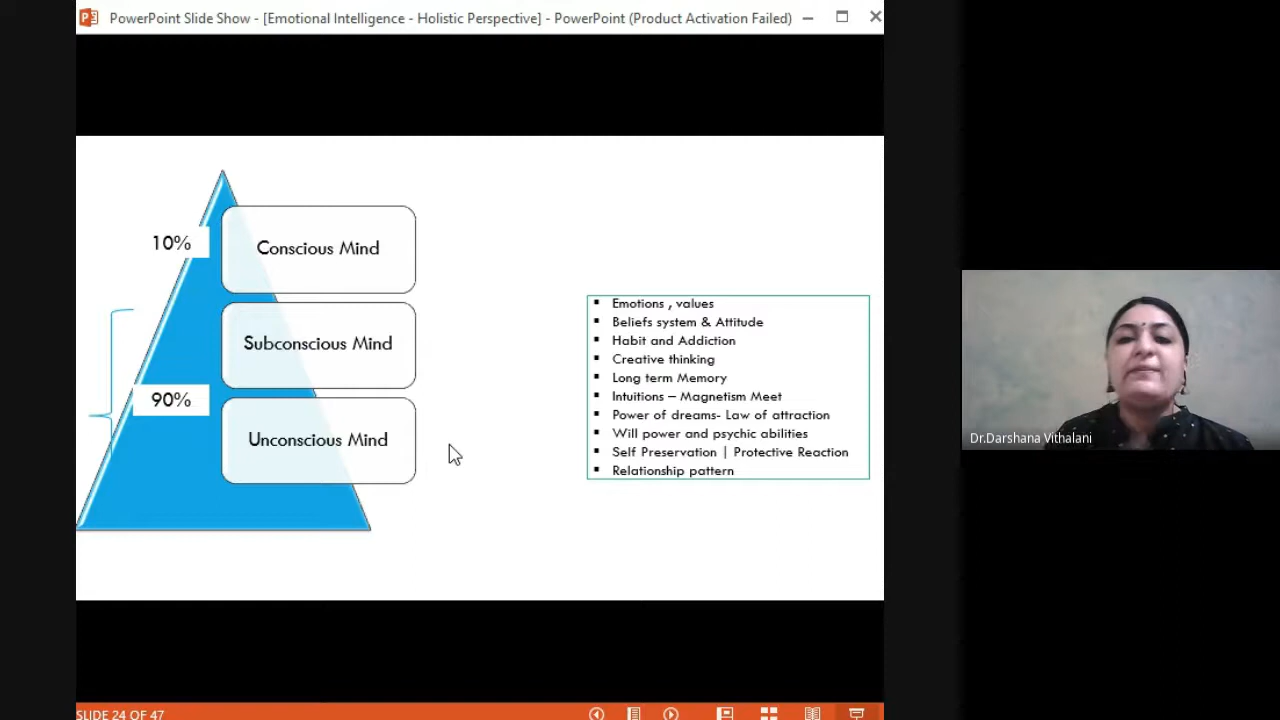 PowerPoint Slide Show - [Emotional Intelligence - Holistic Perspective] - PowerPoint (Product Activation Failed)
10%
Conscious Mind
Subconscious Mind
90%
Unconscious Mind
Emotions , values
Beliefs system & Attitude
Habit and Addiction
Creative thinking
Long term Memory
Intuitions – Magnetism Meet
Power of dreams- Law of attraction
Will power and psychic abilities
Self Preservation | Protective Reaction
Relationship pattern
Dr.Darshana Vithalani
SLIDE 24 OF 47